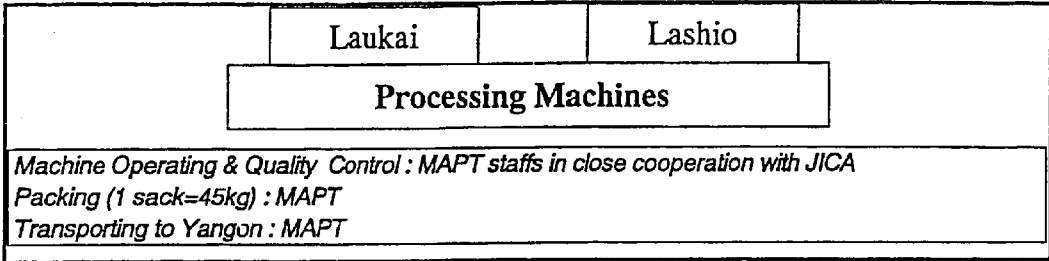 Laukai
Lashio
Processing Machines
Machine Operating & Quality Control : MAPT staffs in close cooperation with JICA
Packing (1 sack=45kg) : MAPT
Transporting to Yangon : MAPT